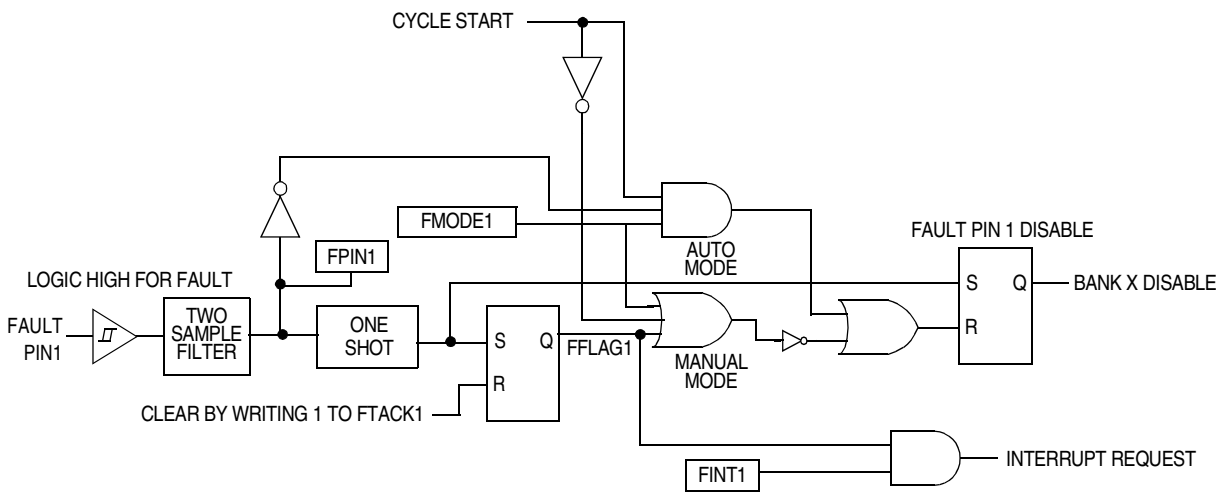 CYCLE START
FMODE1
AUTO
MODE
FAULT PIN 1 DISABLE
FPIN1
LOGIC HIGH FOR FAULT
S
Q
BANK X DISABLE
R
FAULT
PIN1
TWO
SAMPLE
FILTER
ONE
SHOT
S
Q
FFLAG1
R
MANUAL
MODE
CLEAR BY WRITING 1 TO FTACK1
FINT1
INTERRUPT REQUEST